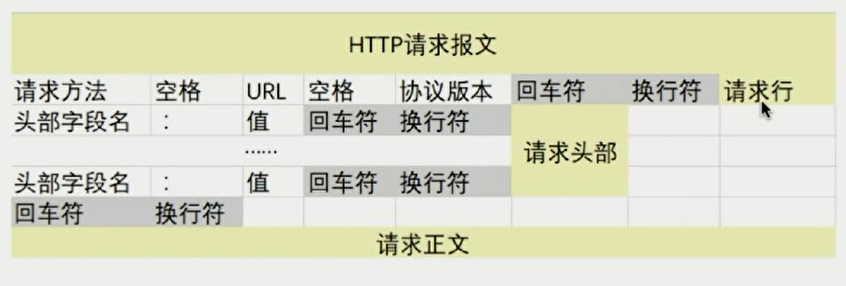 HTTP请求报文
请求方法 空格 URL 空格 协议版本 回车符 换行符 请求行
头部字段名 : 值 回车符 换行符
······
请求头部
头部字段名 : 值 回车符 换行符
回车符 换行符
请求正文